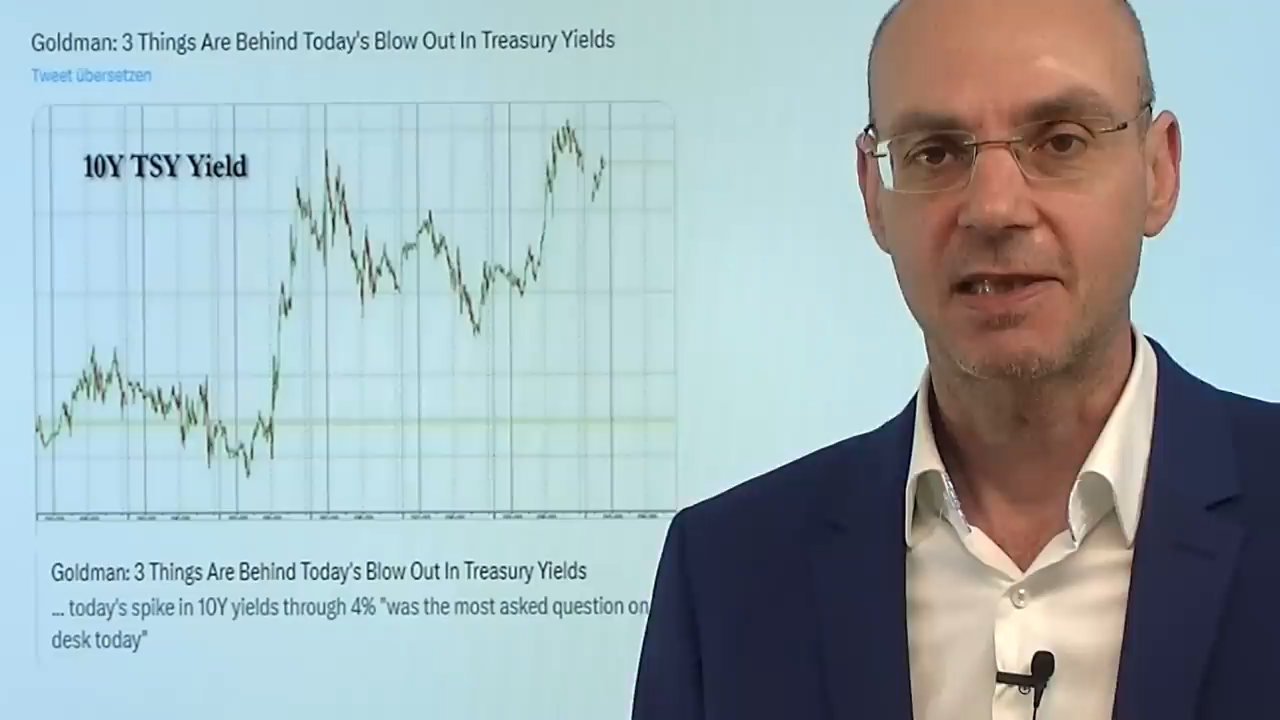 Goldman: 3 Things Are Behind Today's Blow Out In Treasury Yields
Tweet übersetzen
10Y TSY Yield
Goldman: 3 Things Are Behind Today's Blow Out In Treasury Yields
... today's spike in 10Y yields through 4% "was the most asked question on
desk today"